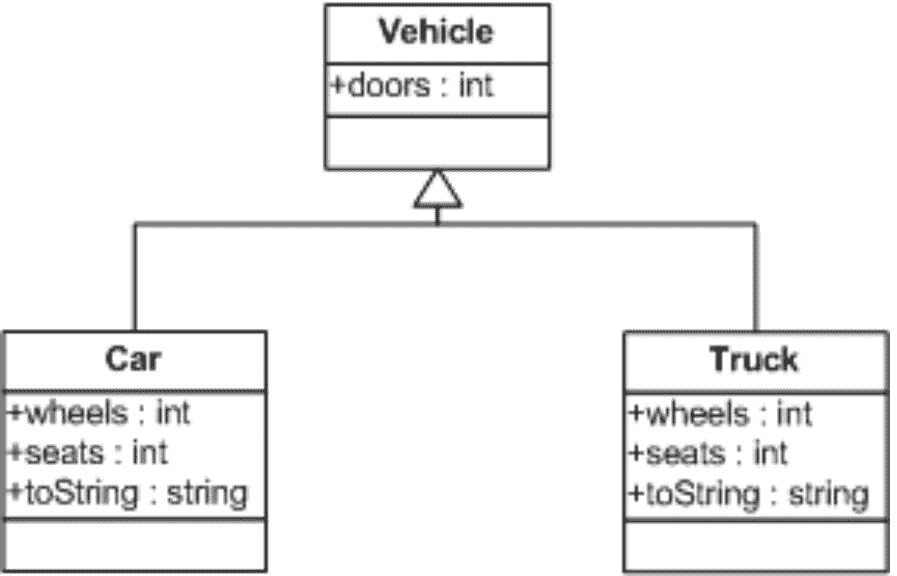 Vehicle
+doors : int
Car
+wheels : int
+seats : int
+toString : string
Truck
+wheels : int
+seats : int
+toString : string